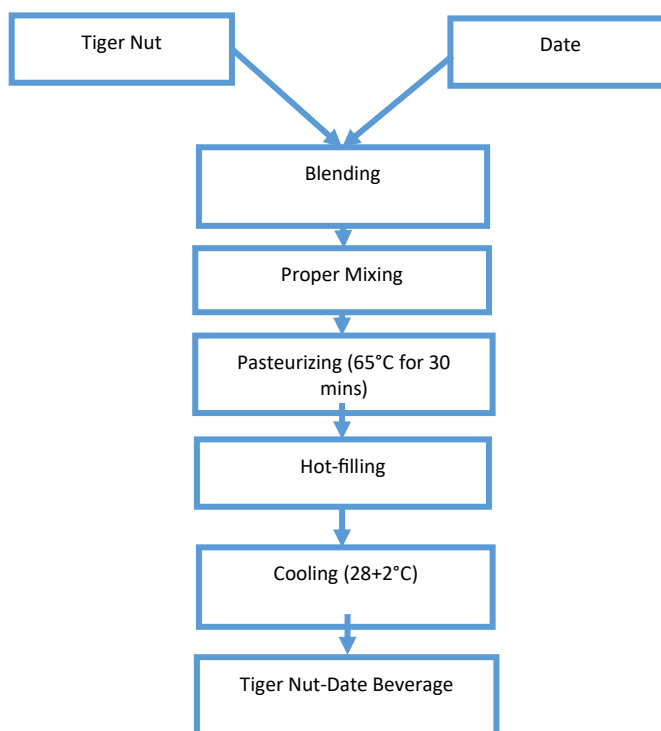 Tiger Nut
Date
Blending
Proper Mixing
Pasteurizing (65°C for 30
mins)
Hot-filling
Cooling (28+2°C)
Tiger Nut-Date Beverage